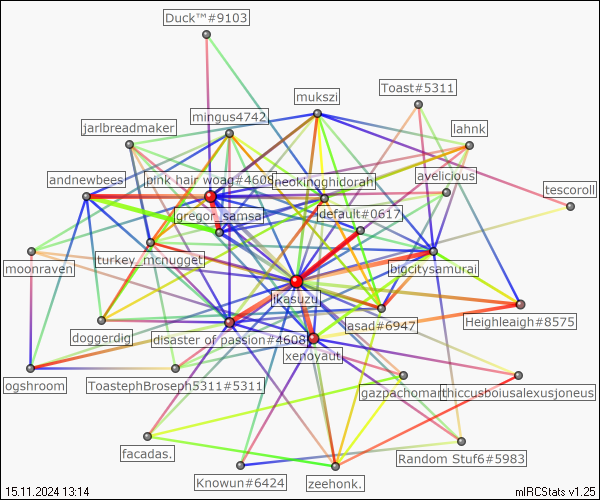 Duck™#9103
Toast#5311
mukszi
mingus4742
jarlbreadmaker
lahnk
avelicious
andnewbees
pink hair woag#4608
neokingghidorah
tescoroll
default#0617
gregor_samsa
turkey_mcnugget
moonraven
bigcitysamurai
ikasuzu
Heighleaigh#8575
asad#6947
doggerdig
disaster of passion#4608
xenoyaut
ogshroom
ToastephBroseph5311#5311
gazpachoman
thiccusboiusalexusjoneus
facadas.
Random Stuf6#5983
Knowun#6424
zeehonk.
15.11.2024 13:14
mIRCStats v1.25